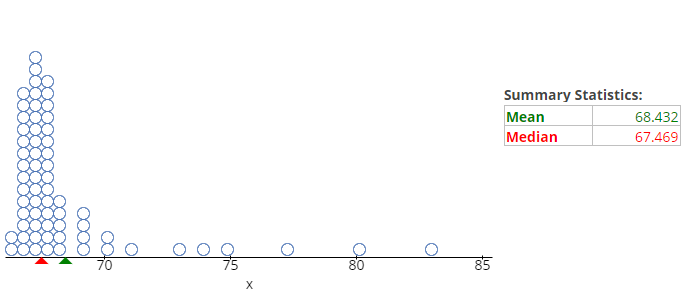 Summary Statistics:
Mean 68.432
Median 67.469
70 75 80 85
x